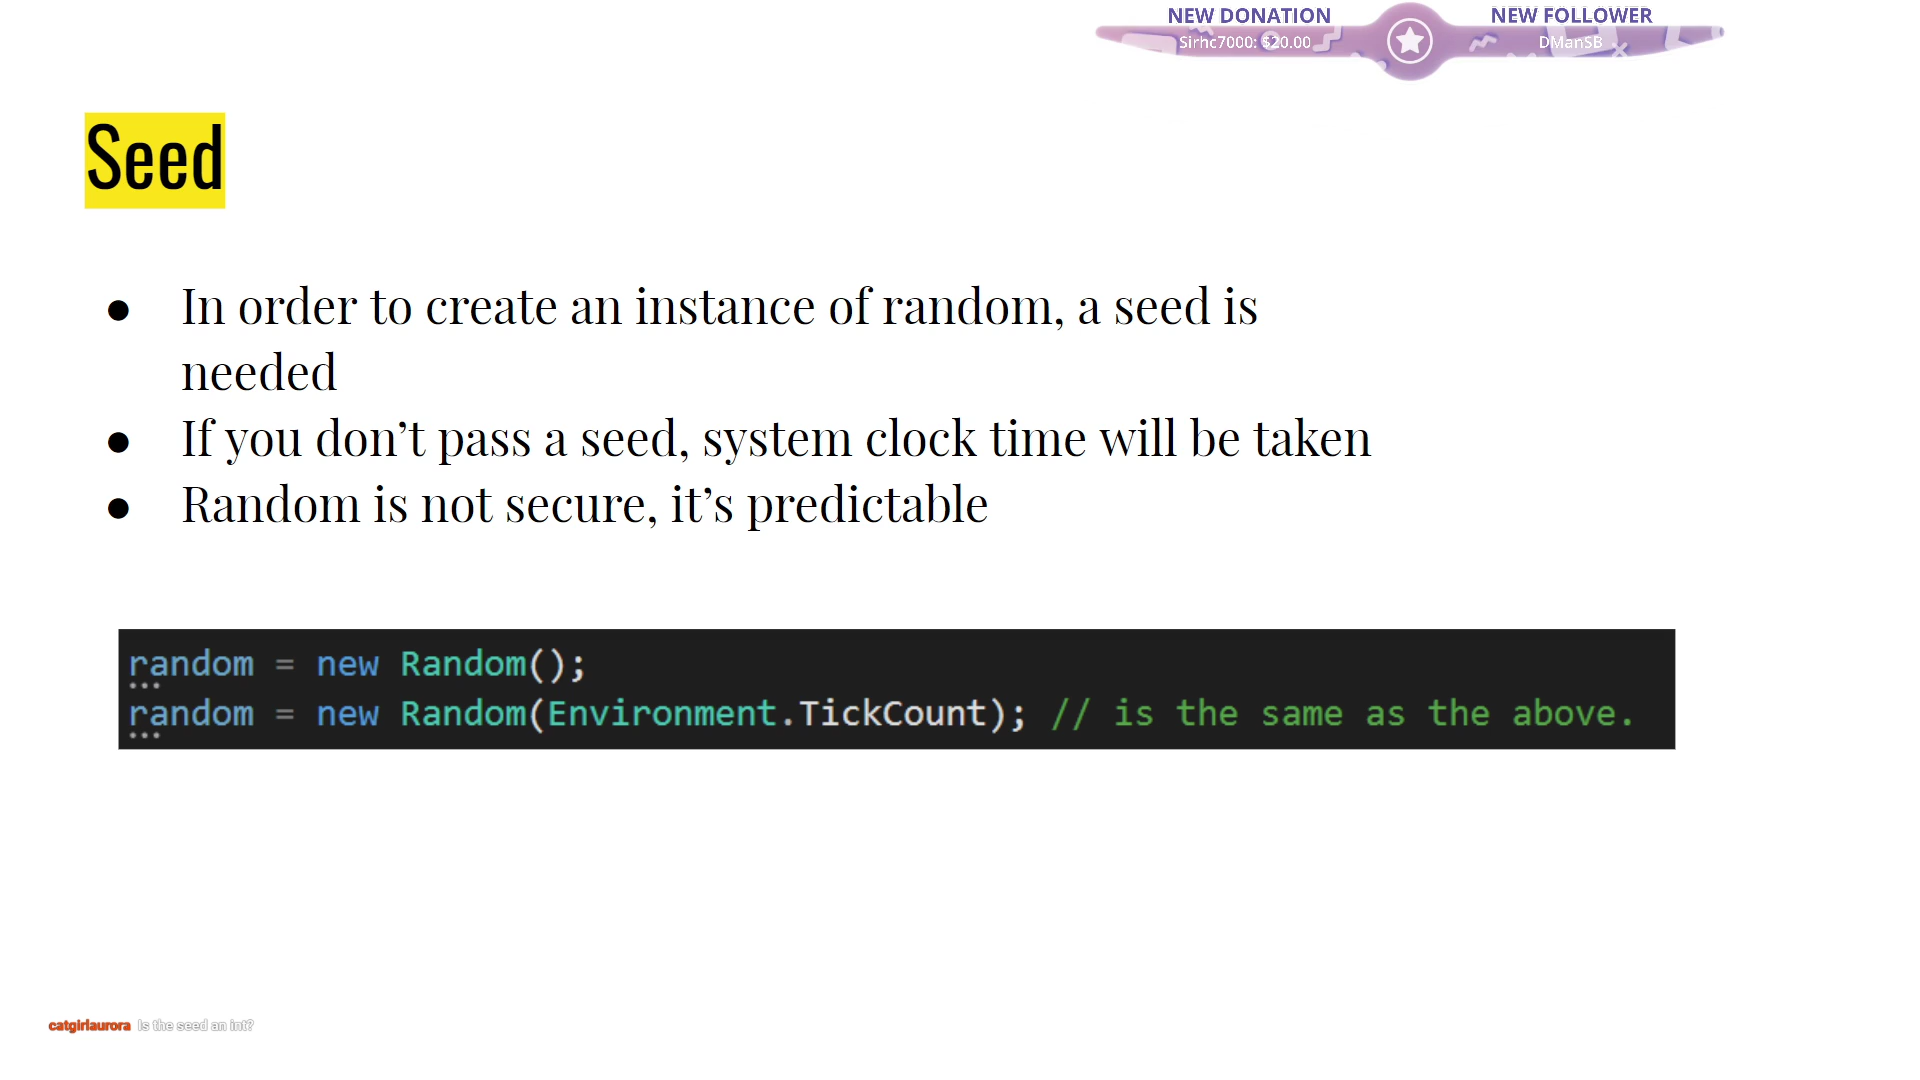 NEW DONATION
Sirhc7000: $20.00
NEW FOLLOWER
DManSB
Seed
● In order to create an instance of random, a seed is
needed
● If you don’t pass a seed, system clock time will be taken
● Random is not secure, it’s predictable
random = new Random();
random = new Random(Environment.TickCount); // is the same as the above.
catgirlaurora Is the seed an int?